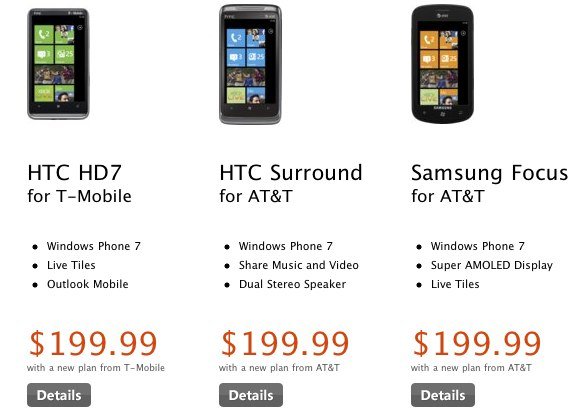 HTC HD7
for T-Mobile
Windows Phone 7
Live Tiles
Outlook Mobile
$199.99
with a new plan from T-Mobile
Details
HTC Surround
for AT&T
Windows Phone 7
Share Music and Video
Dual Stereo Speaker
$199.99
with a new plan from AT&T
Details
SAMSUNG
Samsung Focus
for AT&T
Windows Phone 7
Super AMOLED Display
Live Tiles
$199.99
with a new plan from AT&T
Details